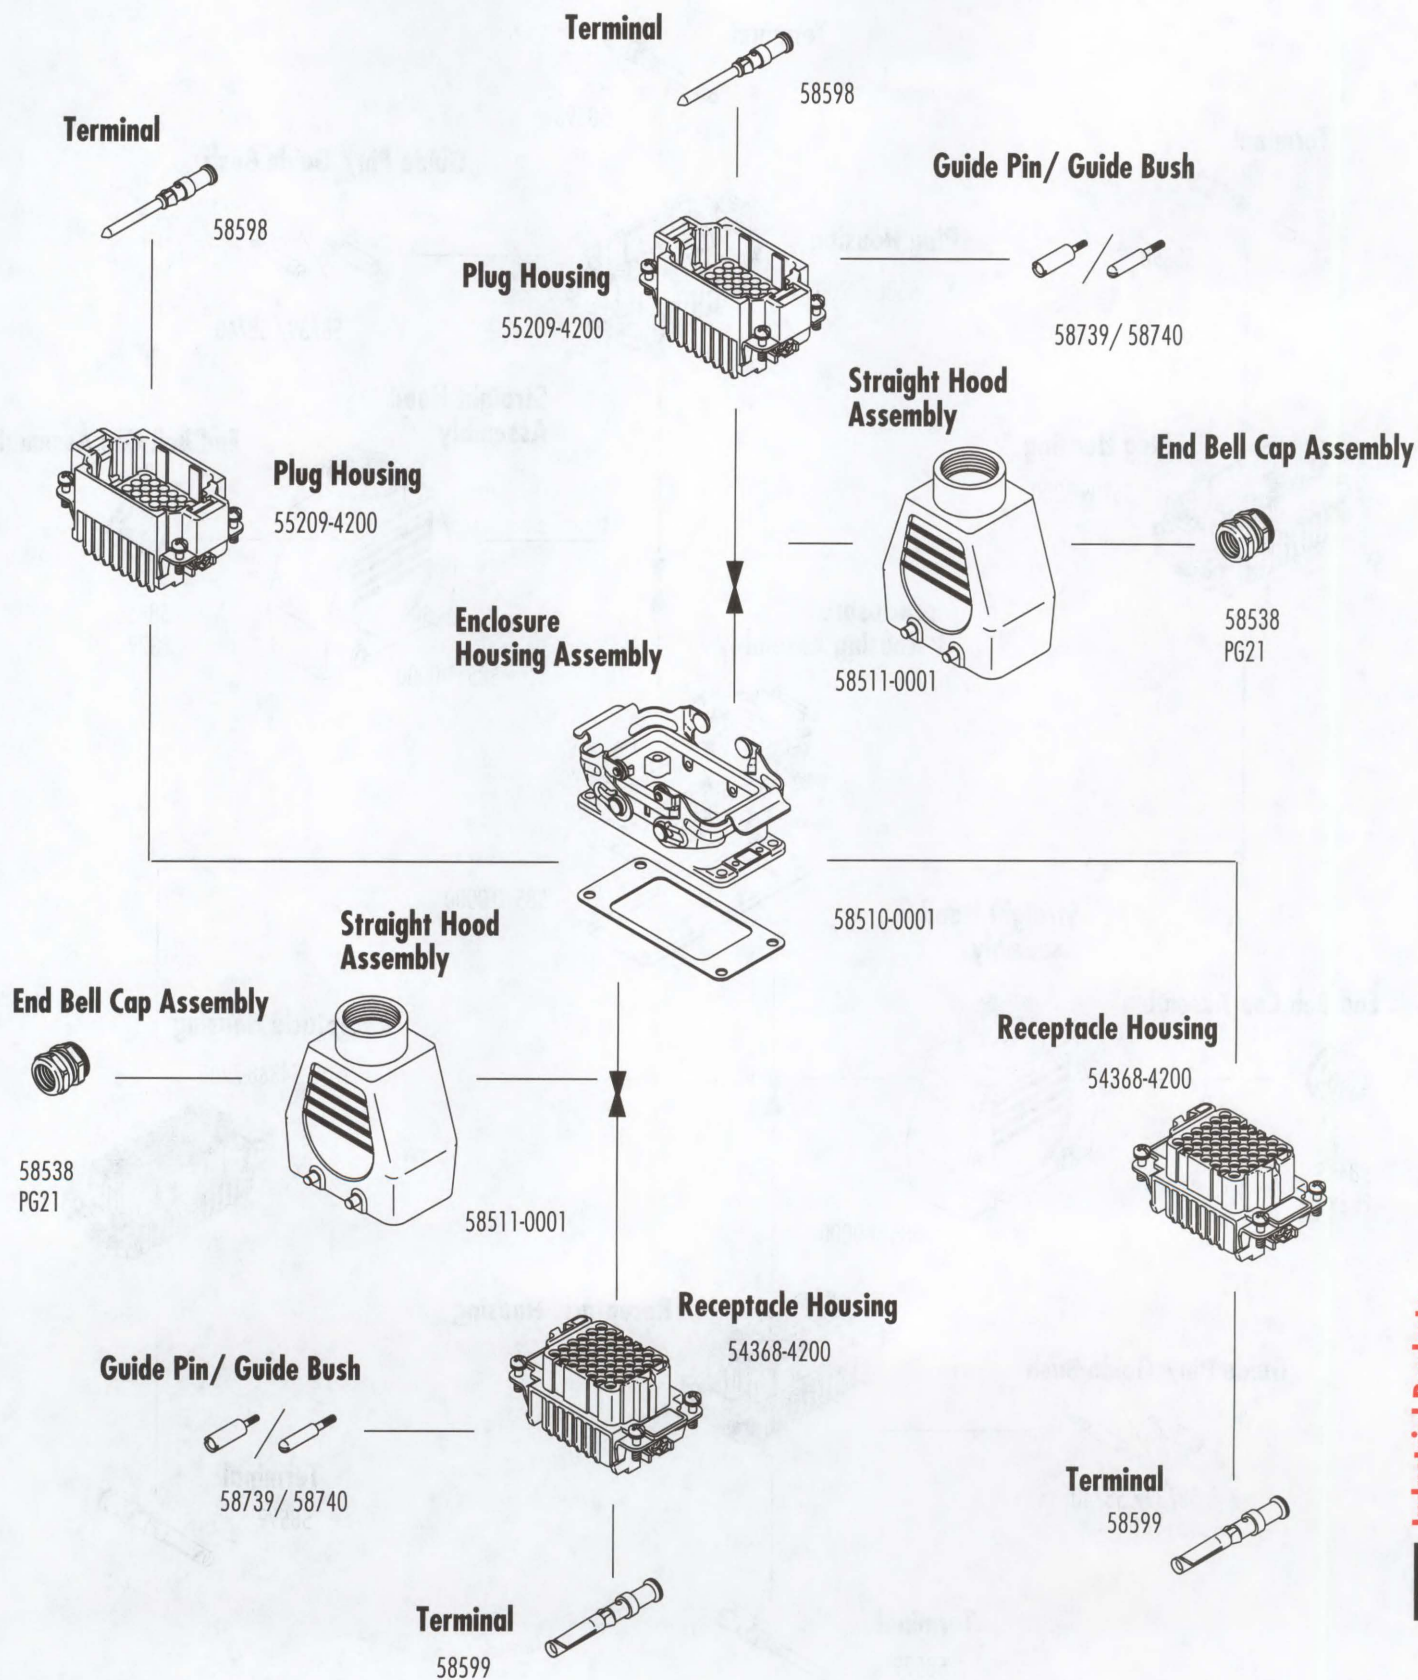 Terminal
58598
Terminal
58598
Guide Pin/ Guide Bush
58739/ 58740
Plug Housing
55209-4200
Straight Hood
Assembly
End Bell Cap Assembly
Plug Housing
55209-4200
58538
PG21
Enclosure
Housing Assembly
58511-0001
58510-0001
Straight Hood
Assembly
End Bell Cap Assembly
Receptacle Housing
54368-4200
58538
PG21
58511-0001
Receptacle Housing
54368-4200
Guide Pin/ Guide Bush
58739/ 58740
Terminal
58599
Terminal
58599